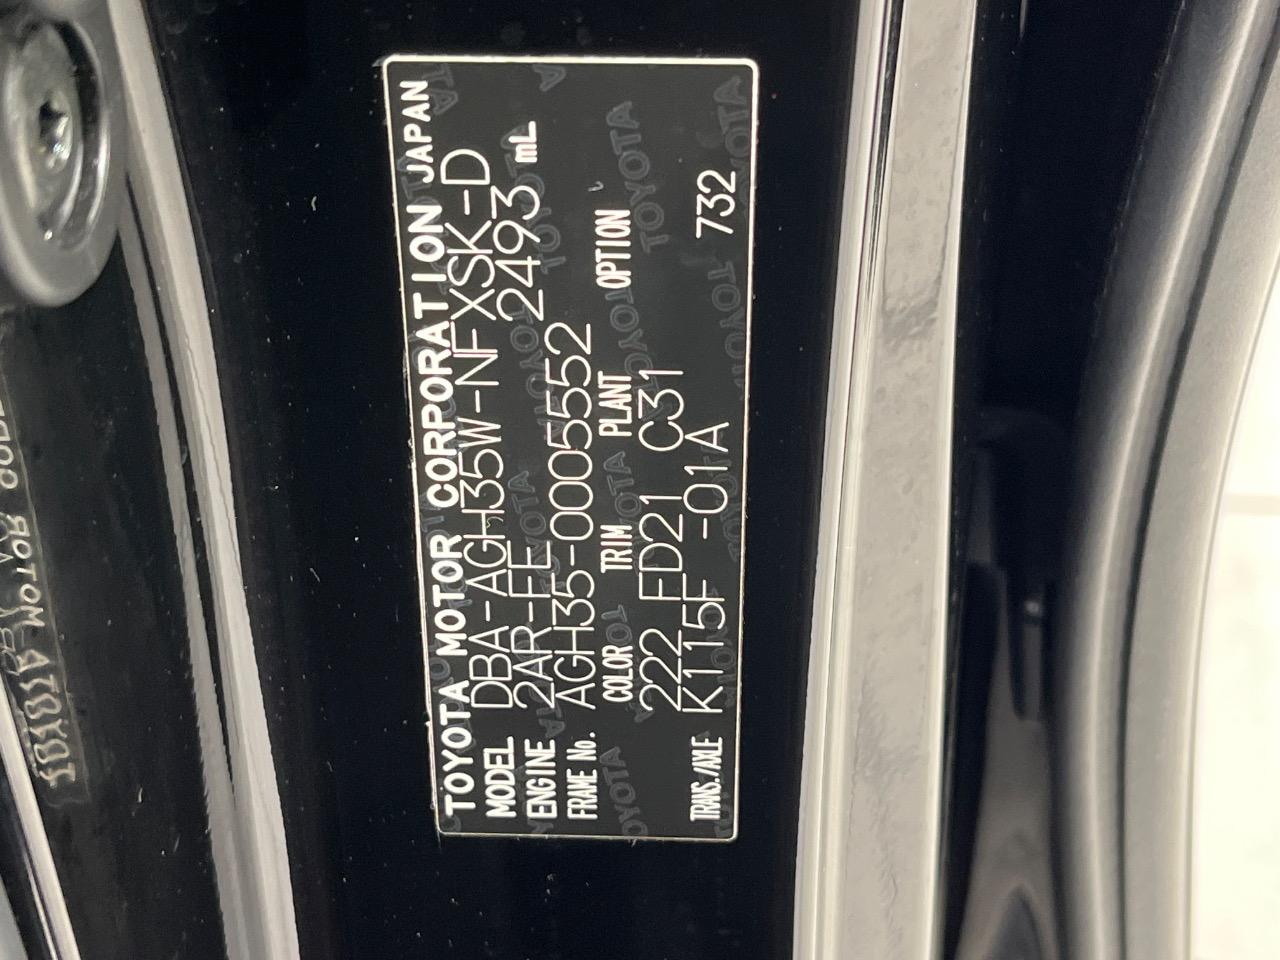 TOYOTA MOTOR CORPORATION JAPAN
MODEL DBA-AGH35W-NFXSK-D
ENGINE 2AR-FE 2493 mL
FRAME No. AGH35-0005552
COLOR TRIM PLANT OPTION
222 FD21 C31
TRANS./AXLE K115F -01A 732